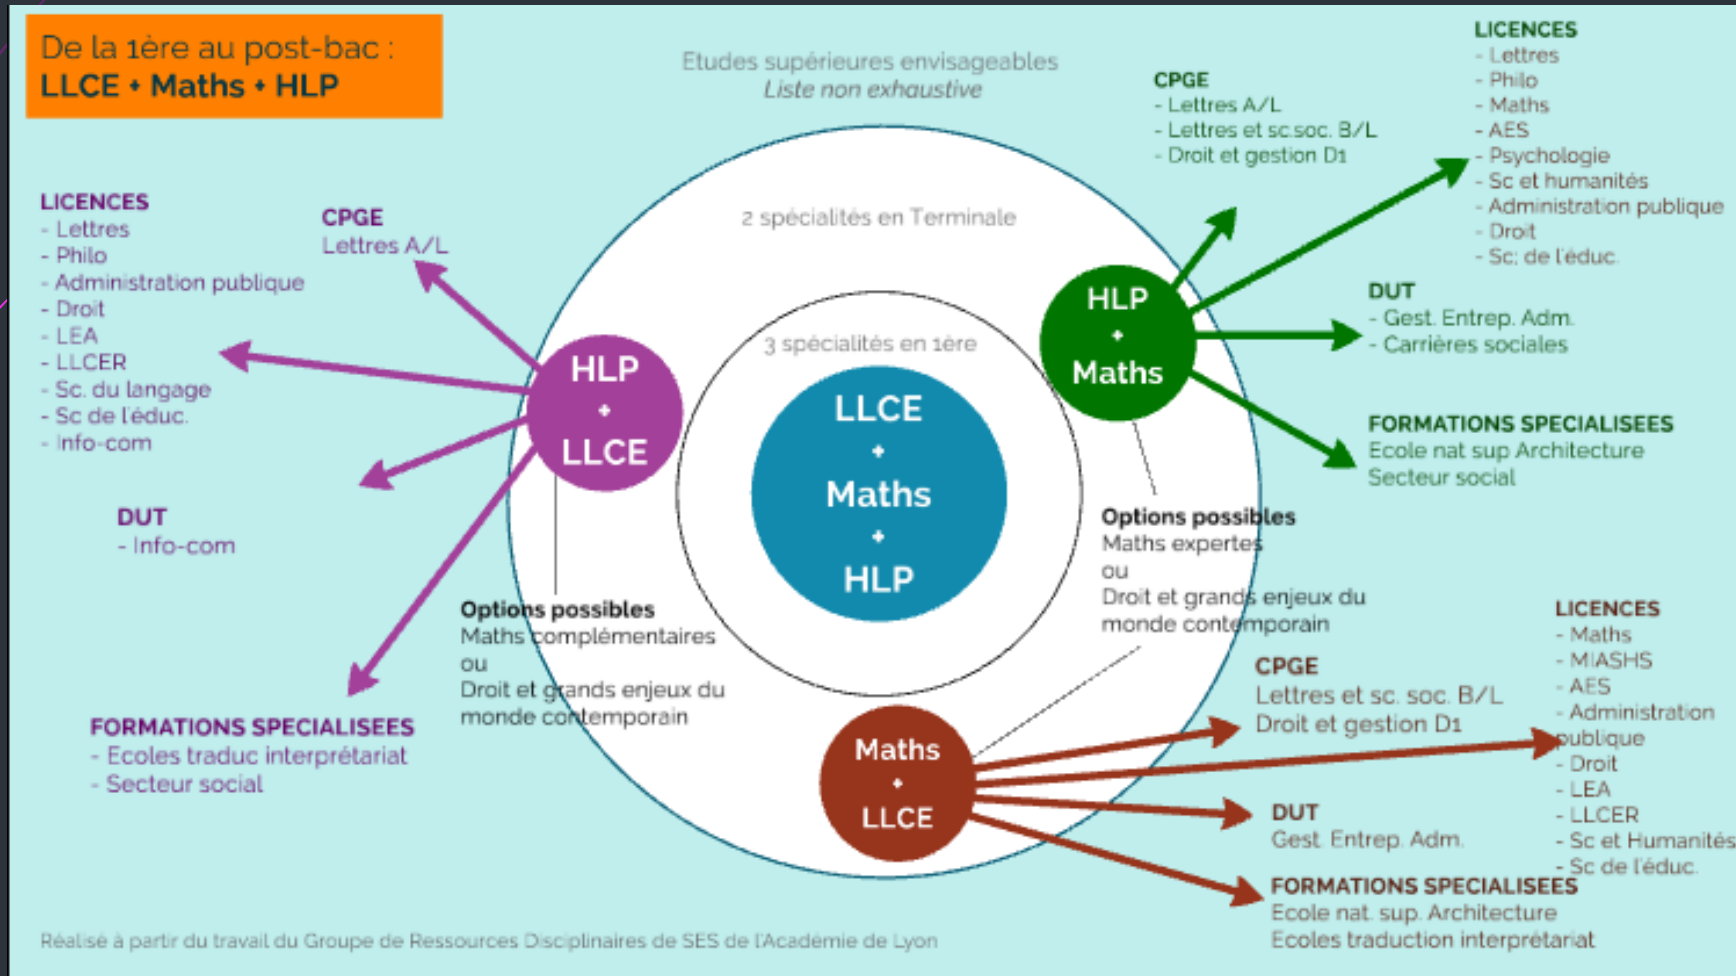 De la 1ère au post-bac :
LLCE + Maths + HLP
Etudes supérieures envisageables
Liste non exhaustive
2 spécialités en Terminale
3 spécialités en 1ère
LLCE
+
Maths
+
HLP
HLP
+
LLCE
LICENCES
- Lettres
- Philo
- Administration publique
- Droit
- LEA
- LLCER
- Sc. du langage
- Sc de l'éduc.
- Info-com
CPGE
Lettres A/L
DUT
- Info-com
FORMATIONS SPECIALISEES
- Ecoles traduc interprétariat
- Secteur social
Options possibles
Maths complémentaires
ou
Droit et grands enjeux du
monde contemporain
HLP
+
Maths
CPGE
- Lettres A/L
- Lettres et sc.soc. B/L
- Droit et gestion D1
LICENCES
- Lettres
- Philo
- Maths
- AES
- Psychologie
- Sc et humanités
- Administration publique
- Droit
- Sc; de l'éduc.
DUT
- Gest. Entrep. Adm.
- Carrières sociales
FORMATIONS SPECIALISEES
Ecole nat sup Architecture
Secteur social
Options possibles
Maths expertes
ou
Droit et grands enjeux du
monde contemporain
Maths
+
LLCE
CPGE
Lettres et sc. soc. B/L
Droit et gestion D1
LICENCES
- Maths
- MIASHS
- AES
- Administration
publique
- Droit
- LEA
- LLCER
- Sc et Humanités
- Sc de l'éduc.
DUT
Gest. Entrep. Adm.
FORMATIONS SPECIALISEES
Ecole nat. sup. Architecture
Ecoles traduction interprétariat
Réalisé à partir du travail du Groupe de Ressources Disciplinaires de SES de l'Académie de Lyon